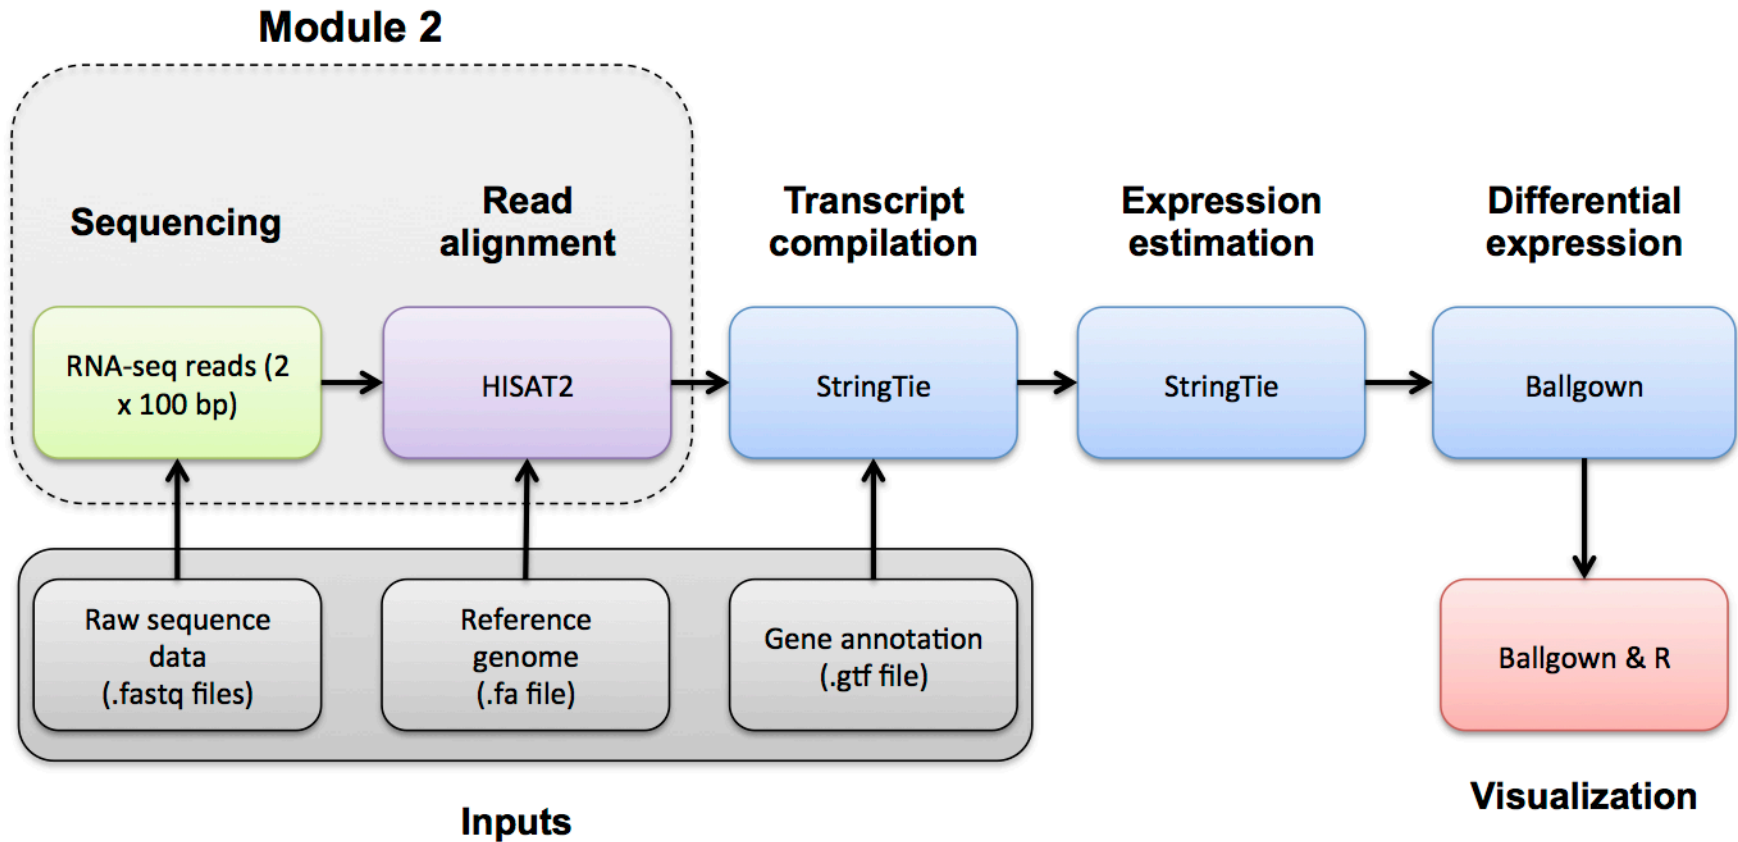 Module 2
Sequencing
Read
alignment
Transcript
compilation
Expression
estimation
Differential
expression
RNA-seq reads (2
x 100 bp)
HISAT2
StringTie
StringTie
Ballgown
Raw sequence
data
(.fastq files)
Reference
genome
(.fa file)
Gene annotation
(.gtf file)
Ballgown & R
Inputs
Visualization